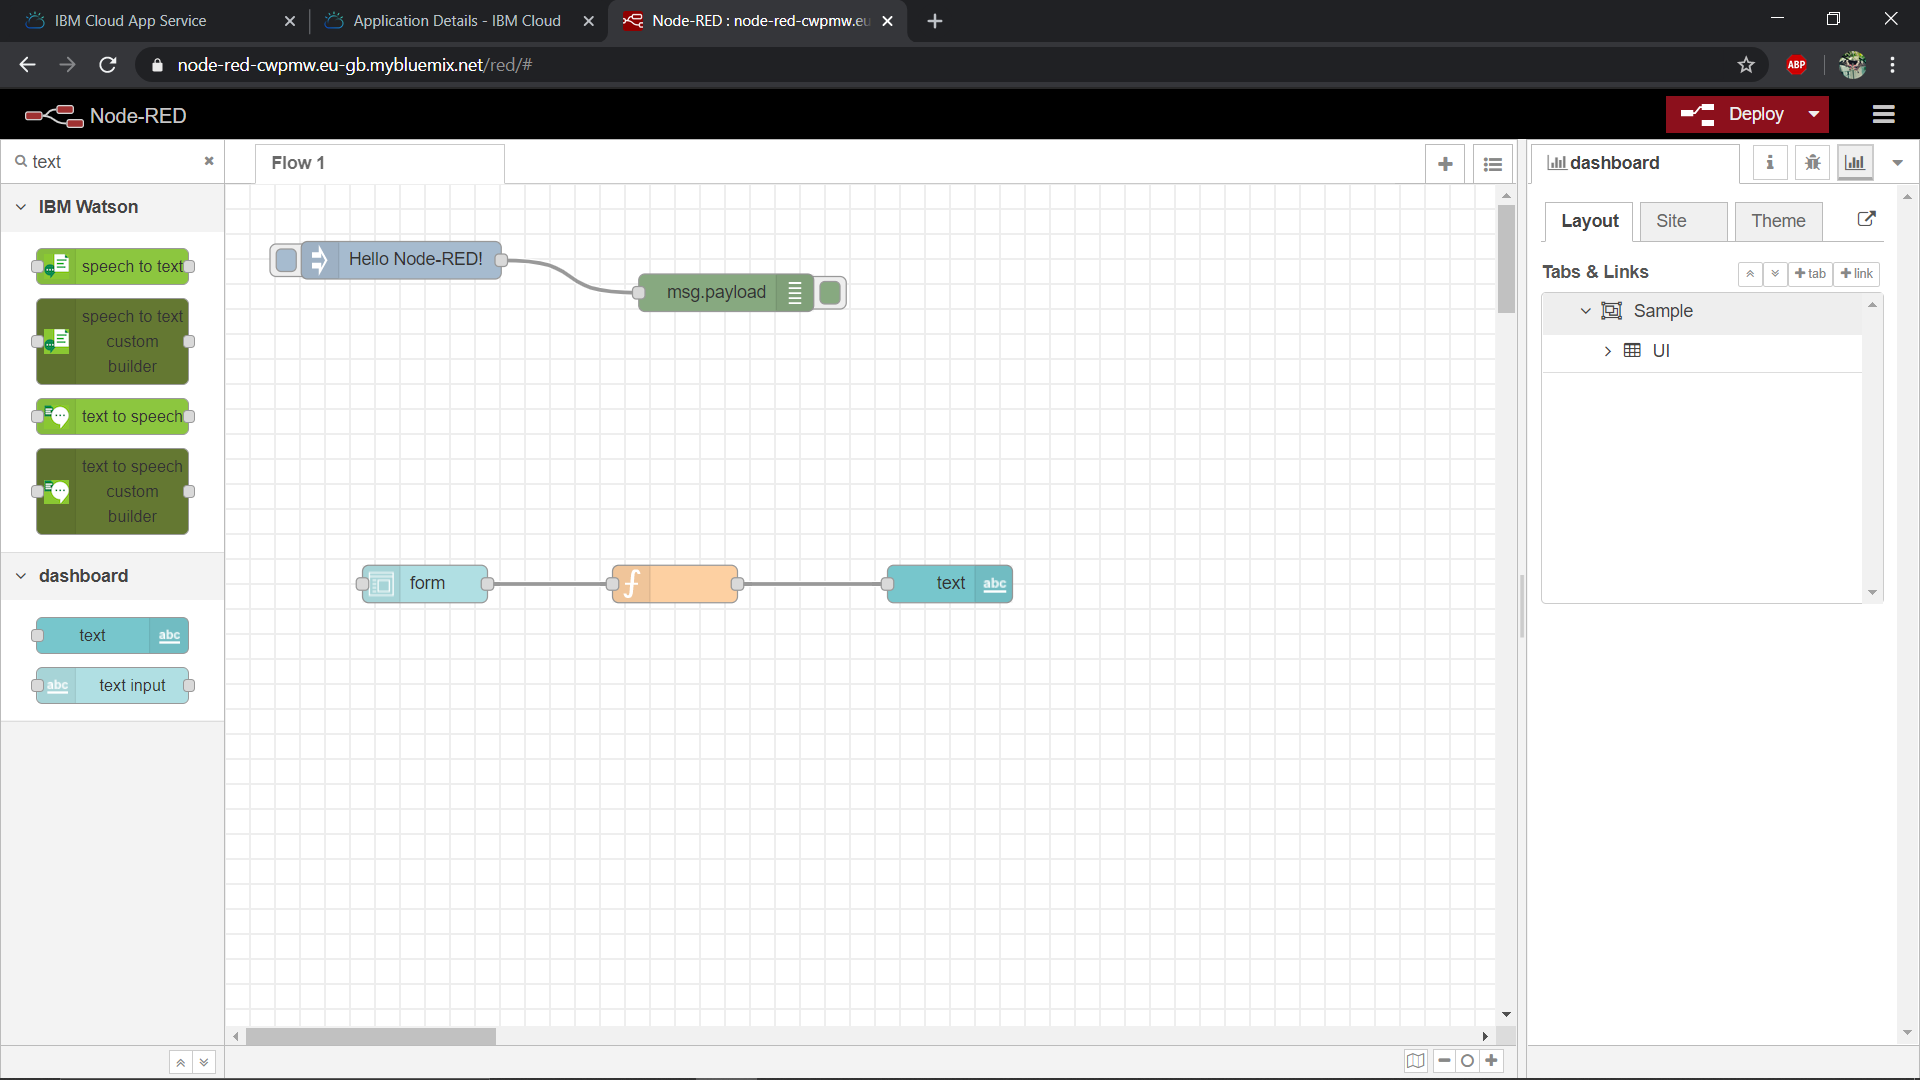 IBM Cloud App Service
Application Details - IBM Cloud
Node-RED : node-red-cwpmw.eu
node-red-cwpmw.eu-gb.mybluemix.net/red/#
ABP
Node-RED
Deploy
text
Flow 1
dashboard
IBM Watson
speech to text
speech to text
custom
builder
text to speech
text to speech
custom
builder
dashboard
text abc
abc text input
Hello Node-RED!
msg.payload
form
f
text abc
Layout
Site
Theme
Tabs & Links
+tab
+link
Sample
UI